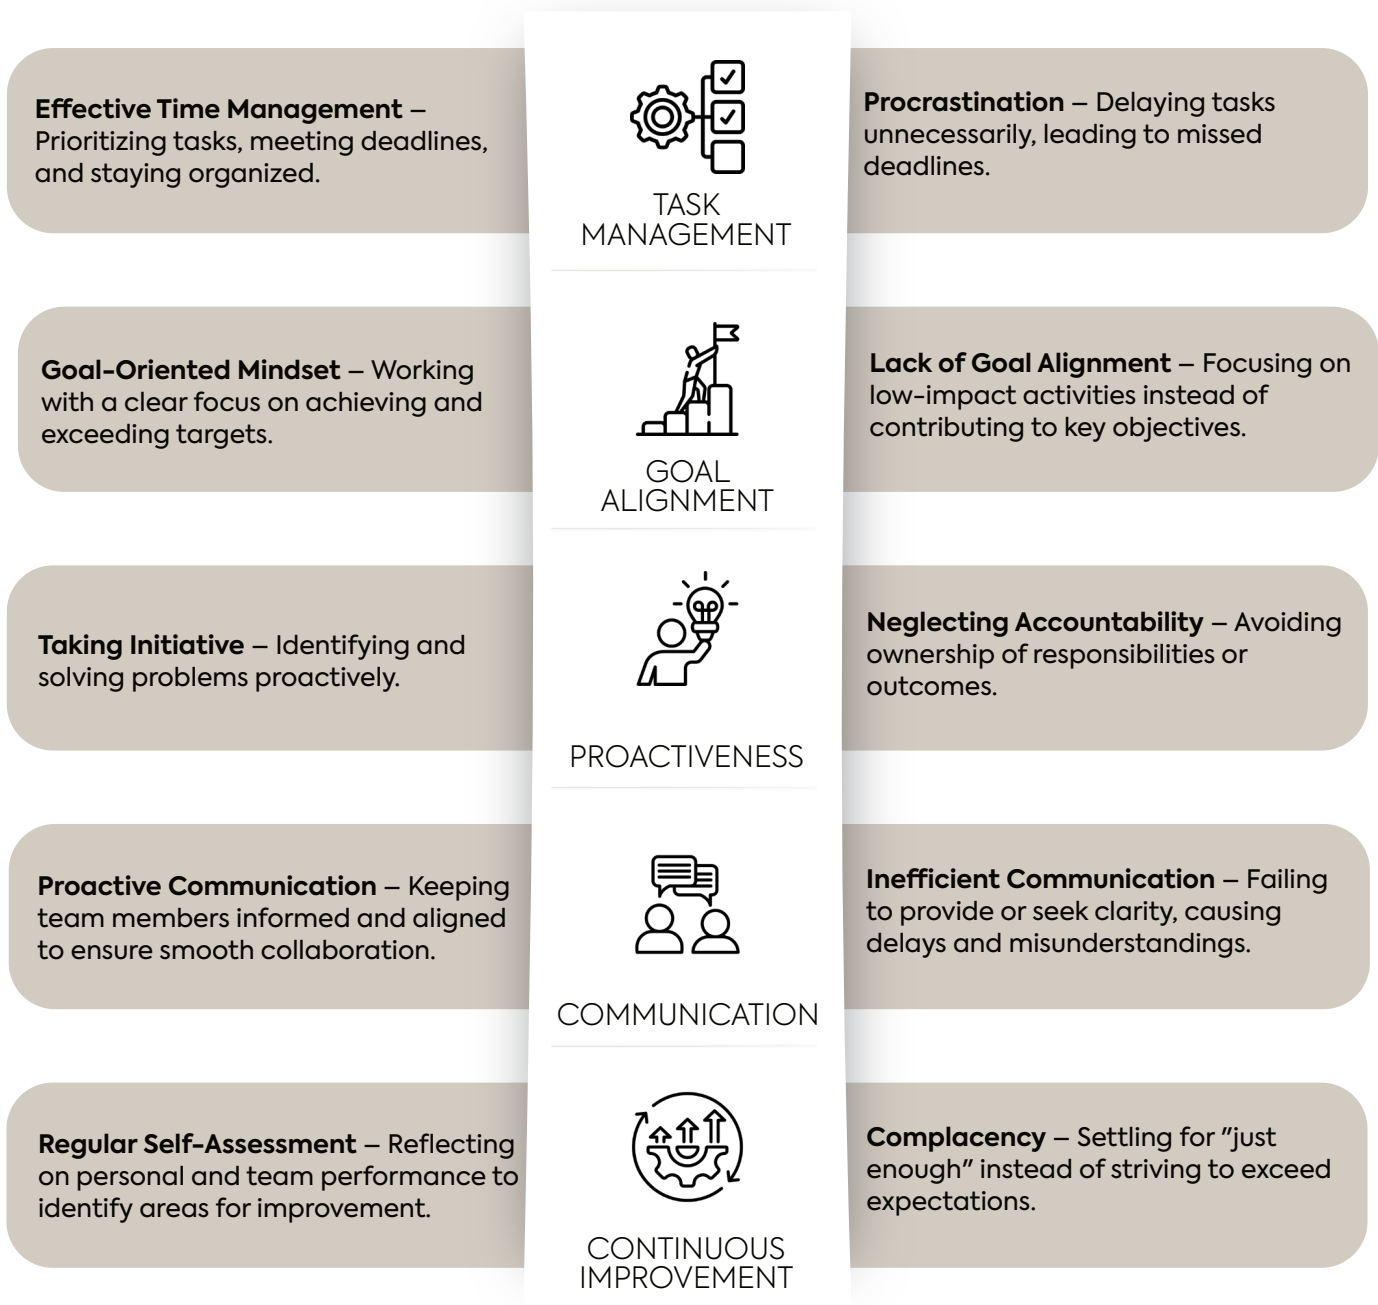 Effective Time Management –
Prioritizing tasks, meeting deadlines,
and staying organized.
TASK
MANAGEMENT
Procrastination – Delaying tasks
unnecessarily, leading to missed
deadlines.
Goal-Oriented Mindset – Working
with a clear focus on achieving and
exceeding targets.
GOAL
ALIGNMENT
Lack of Goal Alignment – Focusing on
low-impact activities instead of
contributing to key objectives.
Taking Initiative – Identifying and
solving problems proactively.
PROACTIVENESS
Neglecting Accountability – Avoiding
ownership of responsibilities or
outcomes.
Proactive Communication – Keeping
team members informed and aligned
to ensure smooth collaboration.
COMMUNICATION
Inefficient Communication – Failing
to provide or seek clarity, causing
delays and misunderstandings.
Regular Self-Assessment – Reflecting
on personal and team performance to
identify areas for improvement.
CONTINUOUS
IMPROVEMENT
Complacency – Settling for "just
enough" instead of striving to exceed
expectations.